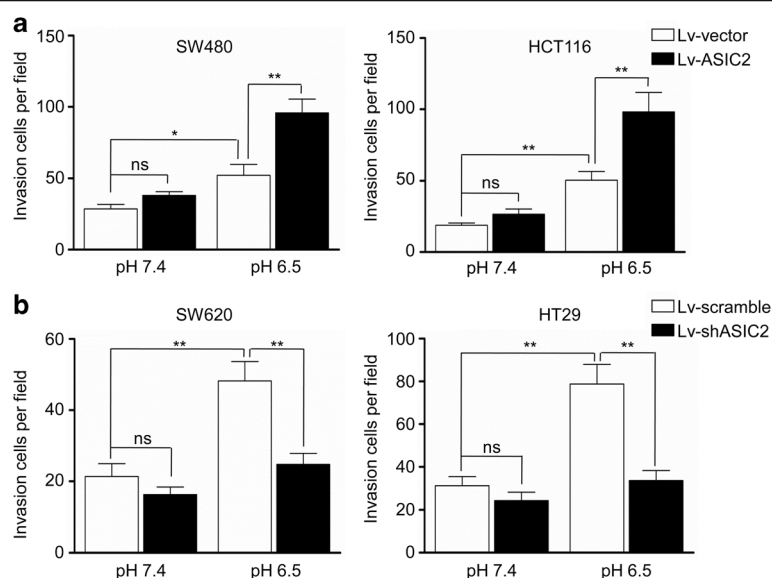 a
SW480
Invasion cells per field
150
100
50
0
ns
*
**
pH 7.4
pH 6.5
HCT116
Lv-vector
Lv-ASIC2
Invasion cells per field
150
100
50
0
ns
**
**
pH 7.4
pH 6.5
b
SW620
Invasion cells per field
60
40
20
0
ns
**
**
pH 7.4
pH 6.5
HT29
Lv-scramble
Lv-shASIC2
Invasion cells per field
100
80
60
40
20
0
ns
**
**
pH 7.4
pH 6.5